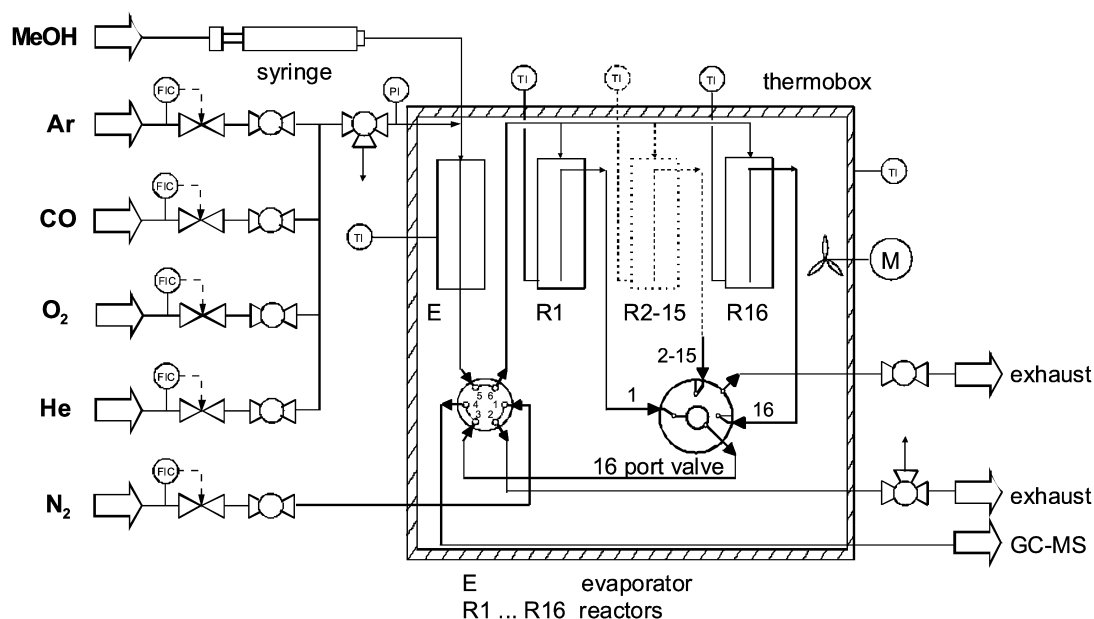 MeOH
syringe
TI
TI
TI
thermobox
FIC
PI
Ar
FIC
TI
CO
TI
M
FIC
O2
E
R1
R2-15
R16
2-15
FIC
5 6
exhaust
He
4 1
1
16
3 2
FIC
16 port valve
N2
exhaust
GC-MS
E evaporator
R1 ... R16 reactors